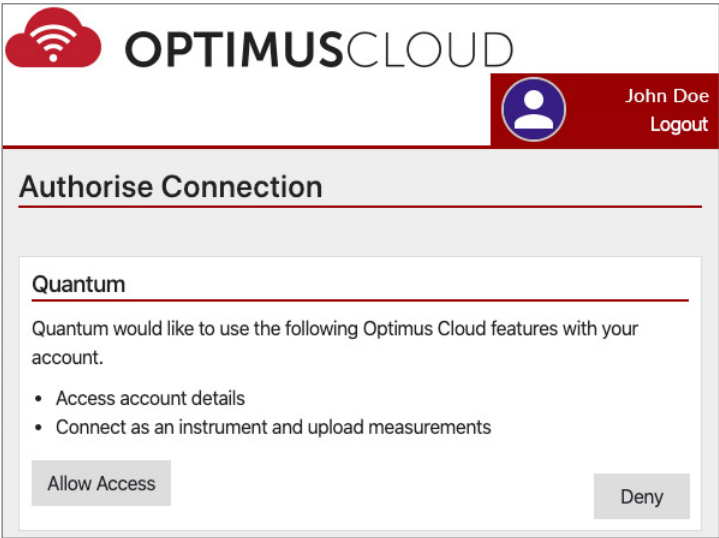 OPTIMUSCLOUD
John Doe
Logout
Authorise Connection
Quantum
Quantum would like to use the following Optimus Cloud features with your
account.
• Access account details
• Connect as an instrument and upload measurements
Allow Access
Deny